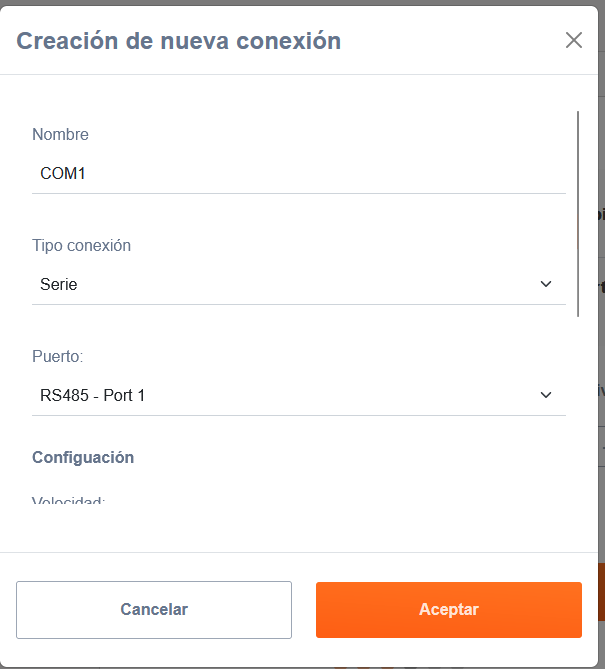 Creación de nueva conexión
Nombre
COM1
Tipo conexión
Serie
Puerto:
RS485 - Port 1
Configuación
Velocidad:
Cancelar
Aceptar